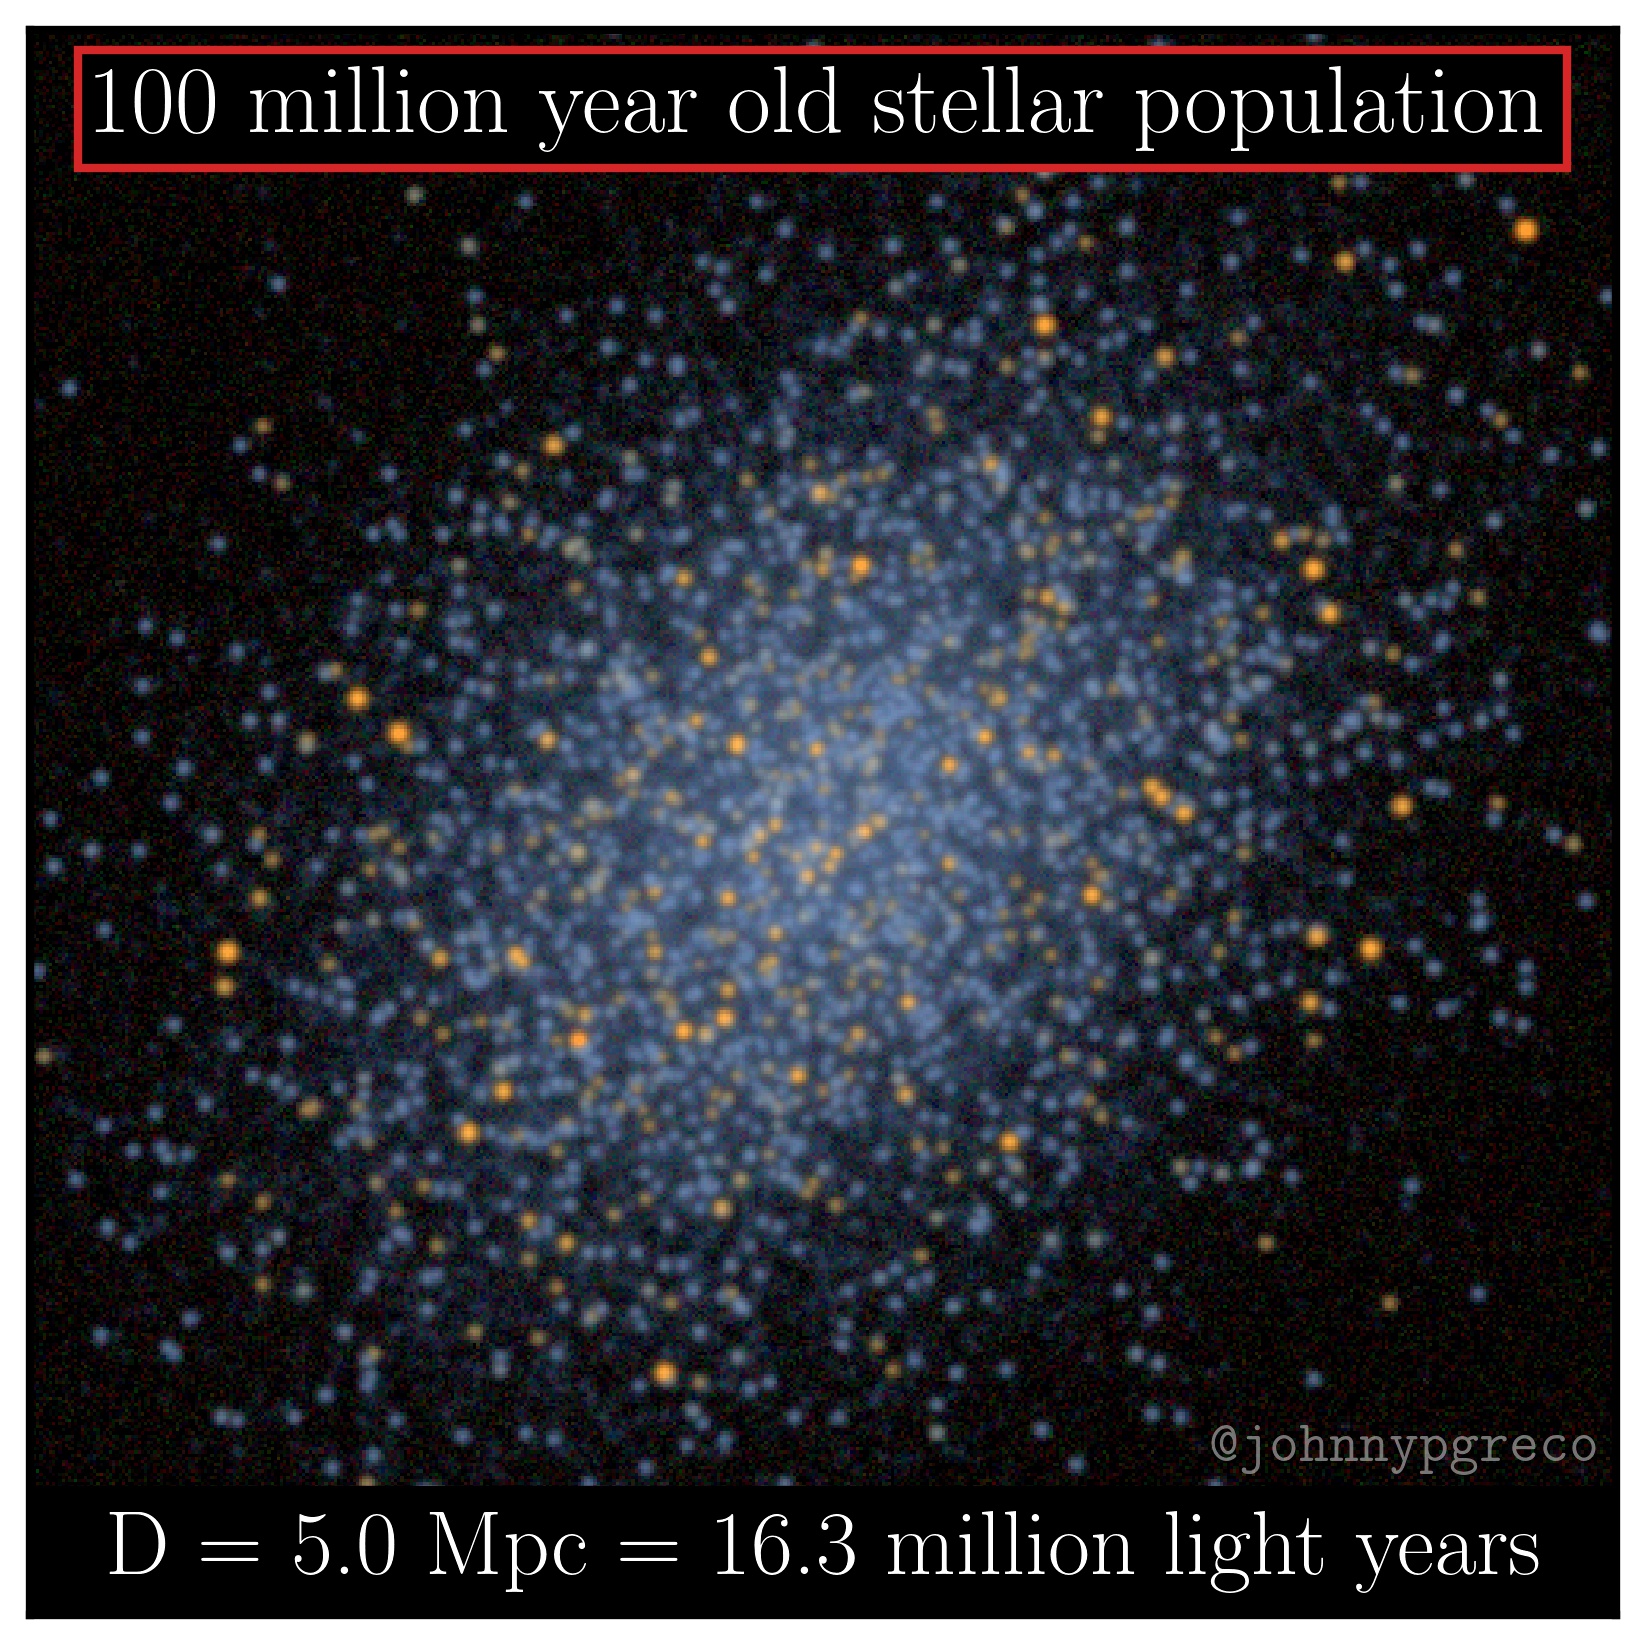 100 million year old stellar population
@johnnypgreco
D = 5.0 Mpc = 16.3 million light years